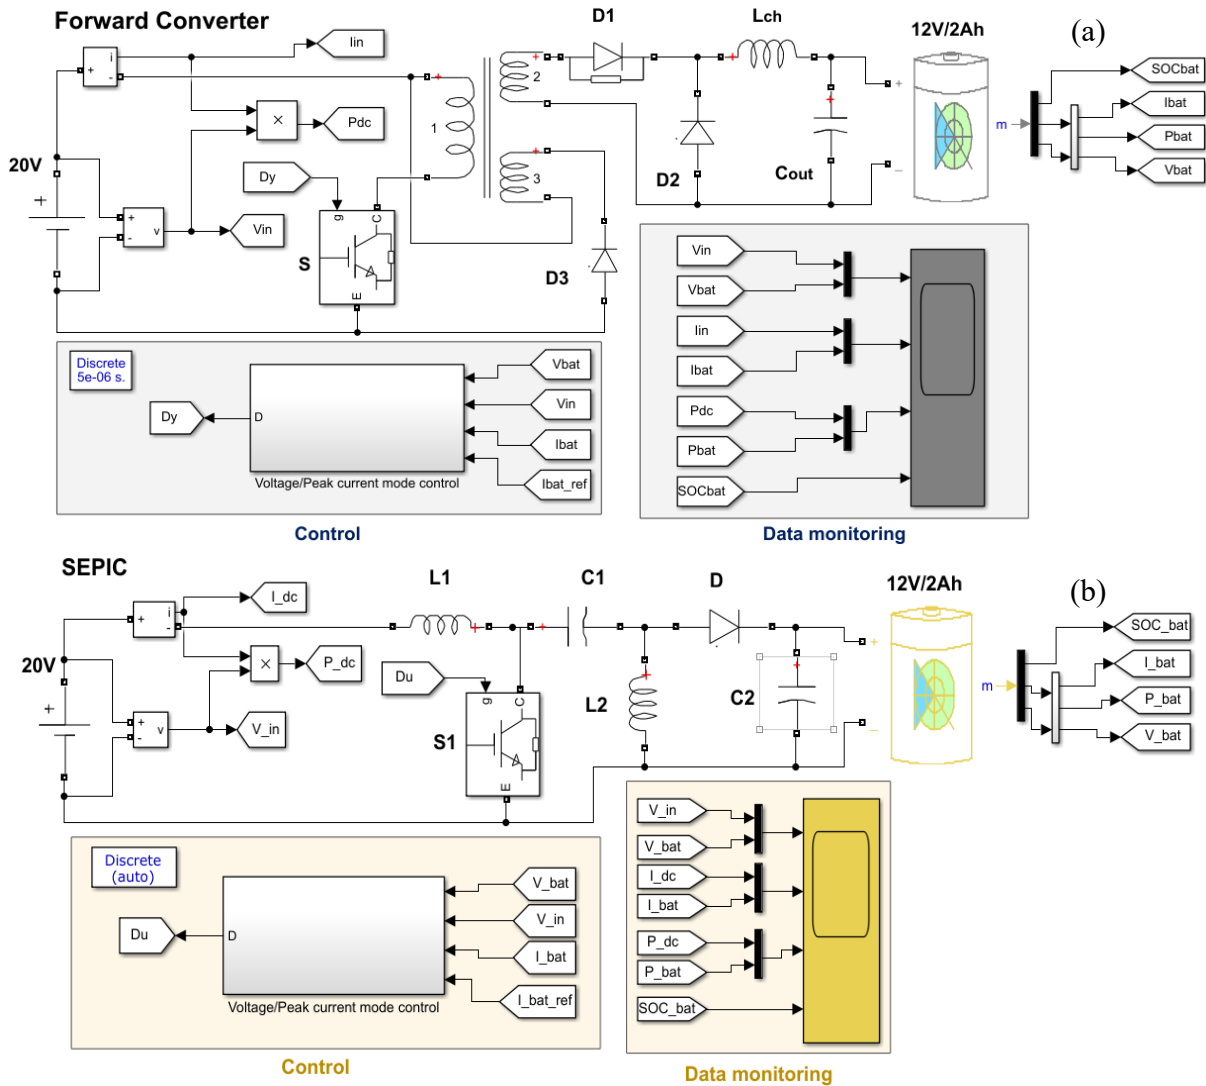 Forward Converter
D1
Lch
12V/2Ah
(a)
i
+
-
Iin
+
1
+
2
+
3
+
+
+
-
m
SOCbat
Ibat
Pbat
Vbat
×
Pdc
20V
+
Dy
g
C
E
S
+
-
v
Vin
D2
Cout
D3
Discrete
5e-06 s.
Dy
D
Vbat
Vin
Ibat
Ibat_ref
Voltage/Peak current mode control
Control
Vin
Vbat
Iin
Ibat
Pdc
Pbat
SOCbat
Data monitoring
SEPIC
L1
C1
D
12V/2Ah
(b)
+
i
-
I_dc
+
+
+
+
+
-
m
SOC_bat
I_bat
P_bat
V_bat
20V
×
P_dc
Du
g
C
E
S1
L2
C2
+
+
-
v
V_in
Discrete
(auto)
Du
D
V_bat
V_in
I_bat
I_bat_ref
Voltage/Peak current mode control
Control
V_in
V_bat
I_dc
I_bat
P_dc
P_bat
SOC_bat
Data monitoring